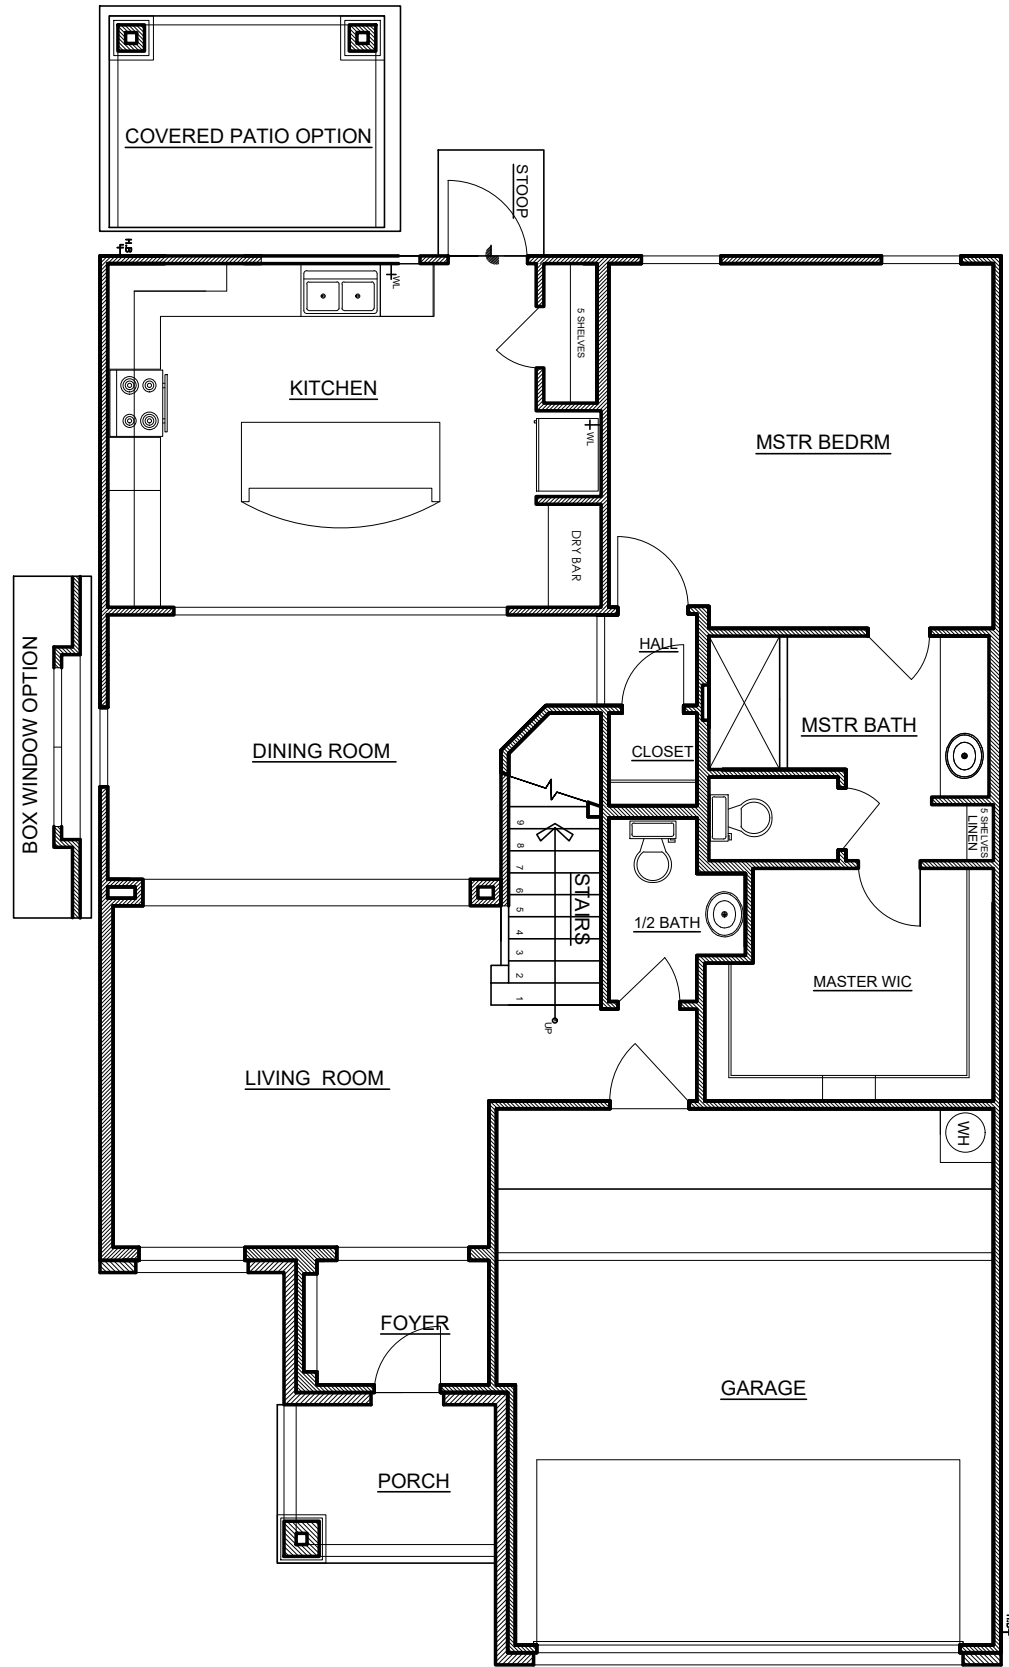 COVERED PATIO OPTION
STOOP
H.B
WL
5 SHELVES
KITCHEN
WL
MSTR BEDRM
DRY BAR
HALL
BOX WINDOW OPTION
DINING ROOM
CLOSET
MSTR BATH
5 SHELVES
LINEN
9
8
7
6
5
4
3
2
1
STAIRS
UP
1/2 BATH
MASTER WIC
LIVING ROOM
WH
FOYER
GARAGE
PORCH